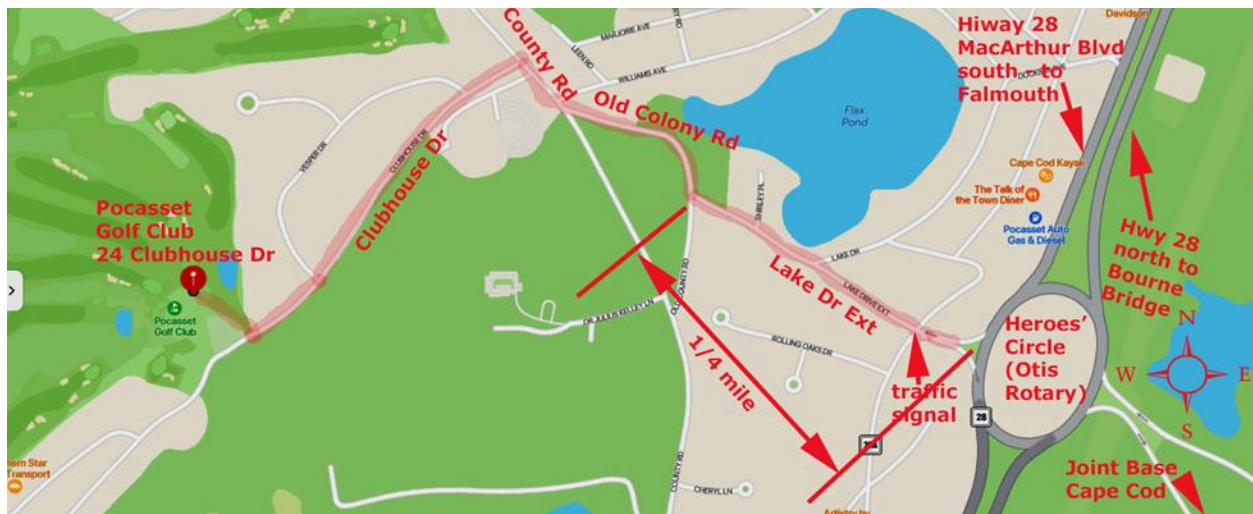 Hiway 28
MacArthur Blvd
south - to
Falmouth
Davidson
County Rd
MARJORIE AVE
LEEN RD
WILLIAMS AVE
Old Colony Rd
Flax
Pond
VESPER DR
CLUBHOUSE DR
Clubhouse Dr
Cape Cod Kayak
The Talk of
the Town Diner
Pocasset Auto
Gas & Diesel
SHIRLEY PL
Pocasset
Golf Club
24 Clubhouse Dr
Pocasset
Golf Club
Hwy 28
north to
Bourne
Bridge
LAKE DR
LAKE DRIVE EXT
Lake Dr Ext
OLD COUNTY RD
DR JULIUS KELLEY LN
ROLLING OAKS DR
1/4 mile
traffic
signal
Heroes’
Circle
(Otis
Rotary)
28
N
W
E
S
Transport
COUNTY RD
CHERYL LN
Joint Base
Cape Cod